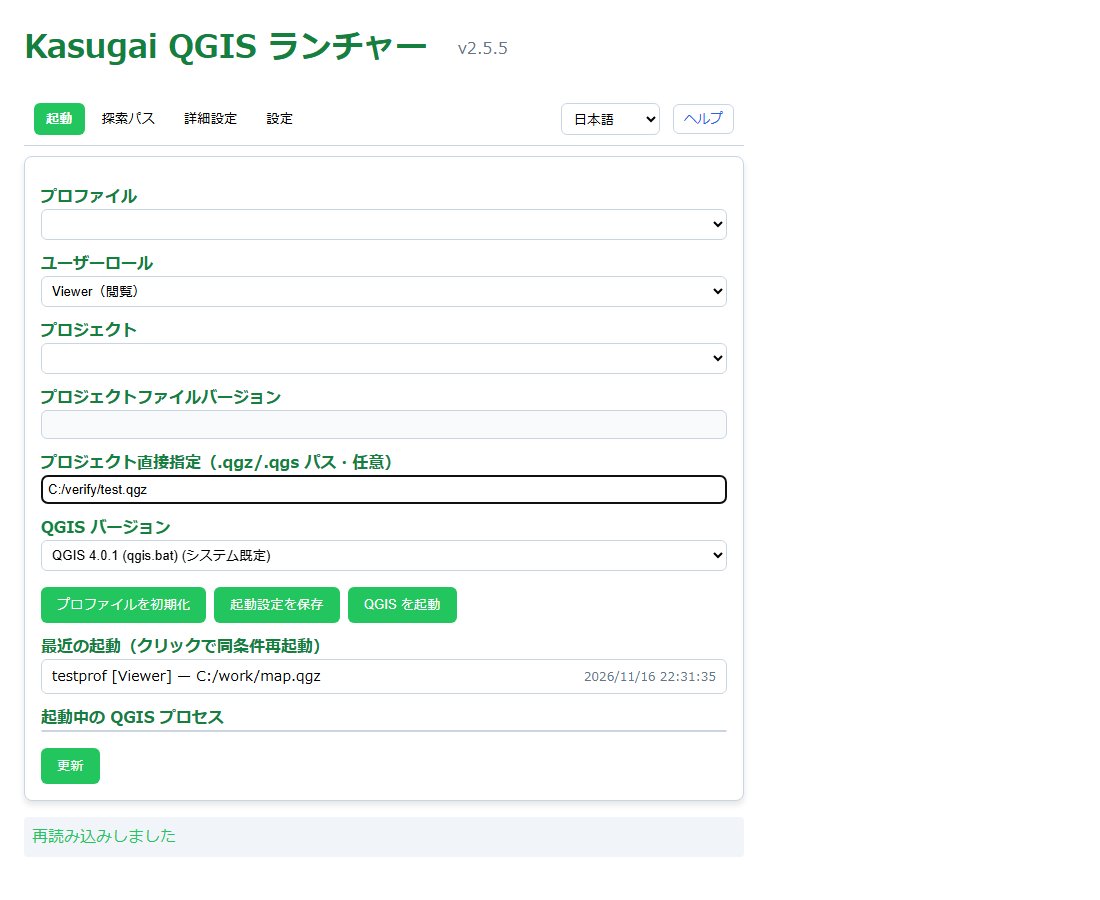 Kasugai QGIS ランチャー v2.5.5
起動 探索パス 詳細設定 設定 日本語 ヘルプ
プロファイル
ユーザーロール
Viewer（閲覧）
プロジェクト
プロジェクトファイルバージョン
プロジェクト直接指定（.qgz/.qgs パス・任意）
C:/verify/test.qgz
QGIS バージョン
QGIS 4.0.1 (qgis.bat) (システム既定)
プロファイルを初期化 起動設定を保存 QGIS を起動
最近の起動（クリックで同条件再起動）
testprof [Viewer] — C:/work/map.qgz 2026/11/16 22:31:35
起動中の QGIS プロセス
更新
再読み込みしました